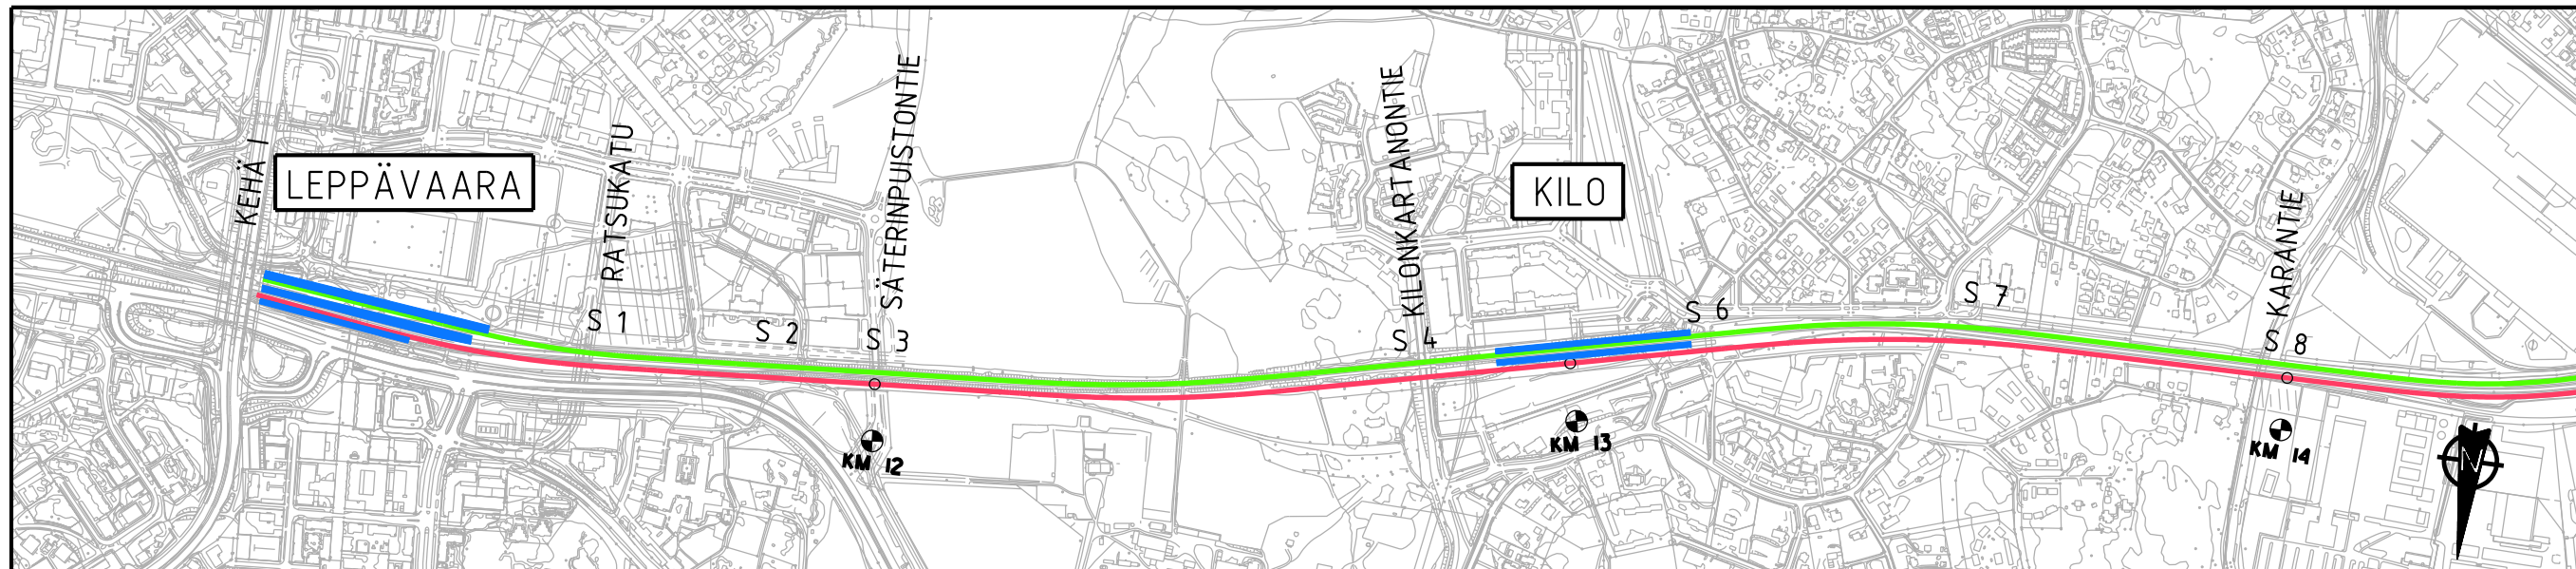 KEHÄ I
LEPPÄVAARA
RATSUKATU
S 1
S 2
SÄTERINPUISTONTIE
S 3
KM 12
KILONKARTANONTIE
S 4
KILO
KM 13
S 6
S 7
KARANTIE
S 8
KM 14
N